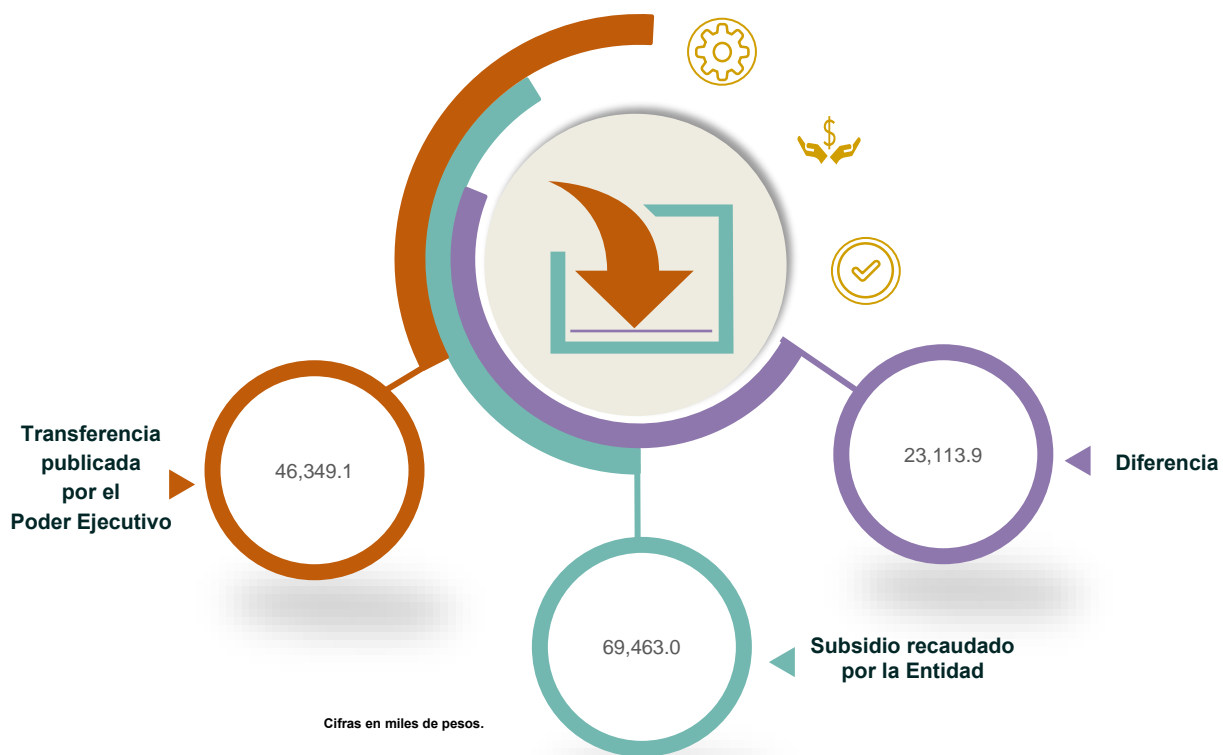 $
Transferencia
publicada
por el
Poder Ejecutivo
46,349.1
23,113.9
Diferencia
69,463.0
Subsidio recaudado
por la Entidad
Cifras en miles de pesos.